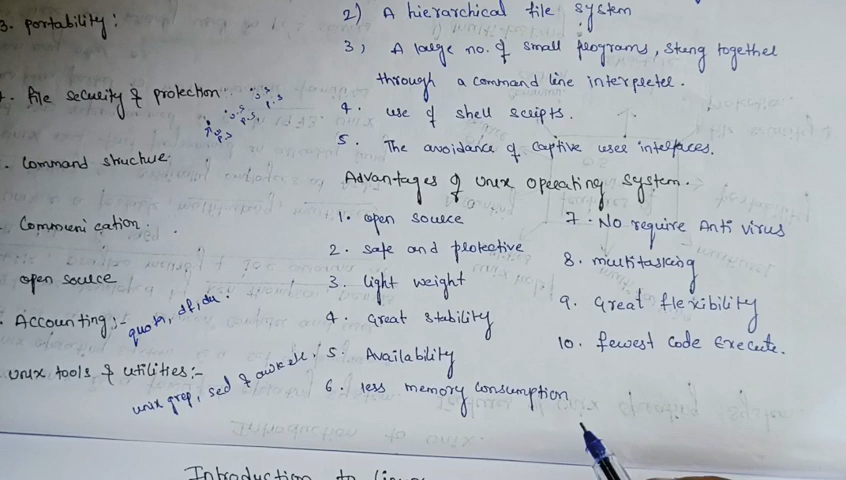 3. portability:
file security & protection
Command structure
Communication.
open source
Accounting:- quota, df, du.
unix tools & utilities:-
unix grep, sed & awk etc.
2) A hierarchical file system
3, A large no. of small programs, strung together
through a command line interpreter.
4. use of shell scripts.
5. The avoidance of captive user interfaces.
Advantages of unix operating system.
1. open source
2. safe and protective
3. light weight
4. Great stability
5. Availability
6. less memory consumption
7. No require Anti virus
8. multitasking
9. Great flexibility
10. fewest code Execute.
Introduction to